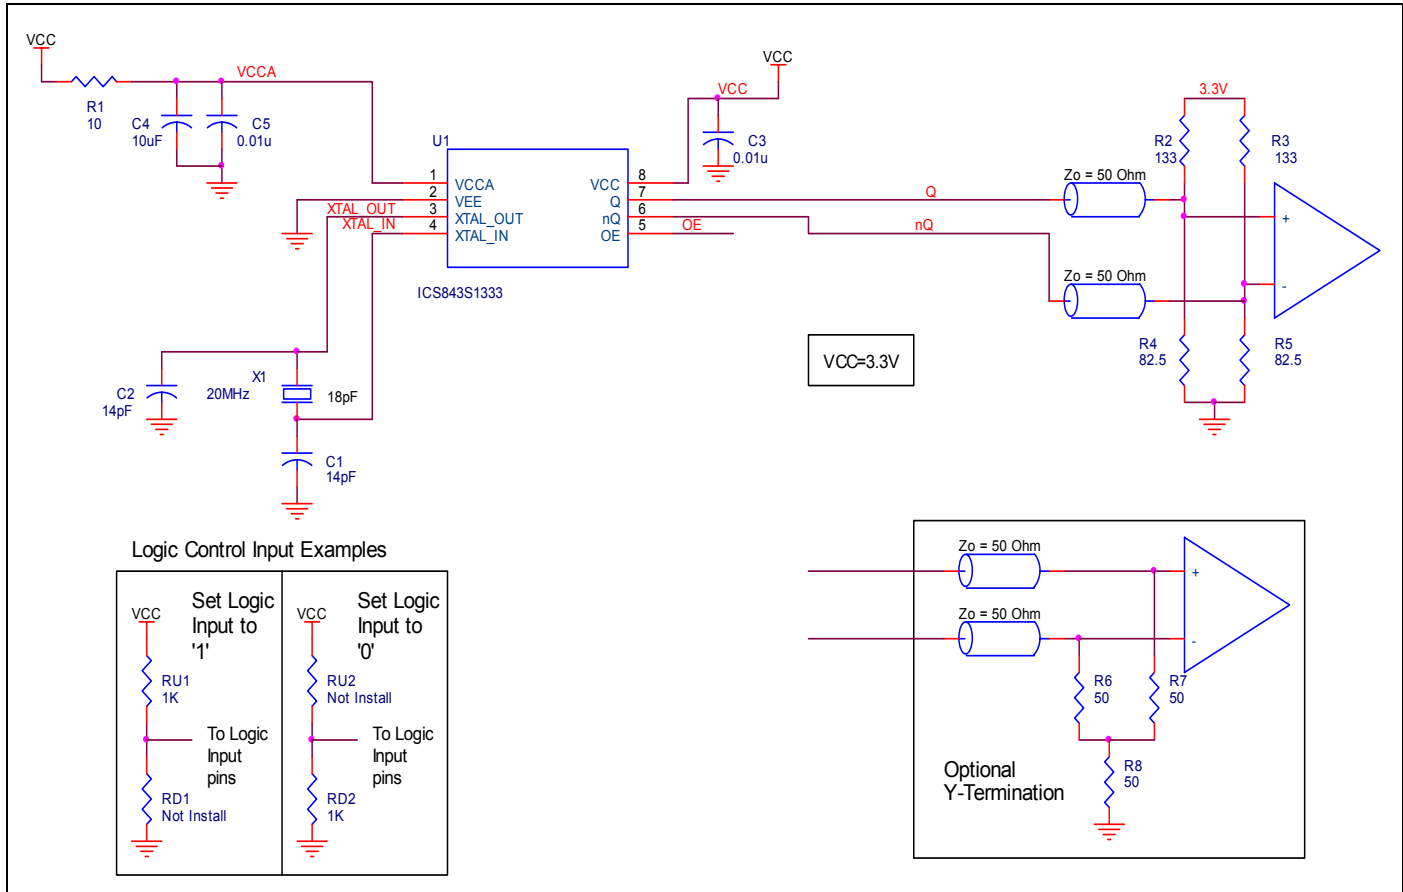 VCC
VCCA
R1
10
C4
10uF
C5
0.01u
VCC
VCC
C3
0.01u
U1
1
2
3
4
VCCA
VEE
XTAL_OUT
XTAL_IN
VCC
Q
nQ
OE
8
7
6
5
XTAL_OUT
XTAL_IN
OE
Q
nQ
ICS843S1333
3.3V
R2
133
R3
133
Zo = 50 Ohm
+
Zo = 50 Ohm
-
R4
82.5
R5
82.5
VCC=3.3V
C2
14pF
X1
20MHz
18pF
C1
14pF
Logic Control Input Examples
VCC
Set Logic
Input to
'1'
RU1
1K
To Logic
Input
pins
RD1
Not Install
VCC
Set Logic
Input to
'0'
RU2
Not Install
To Logic
Input
pins
RD2
1K
Zo = 50 Ohm
+
Zo = 50 Ohm
-
R6
50
R7
50
R8
50
Optional
Y-Termination